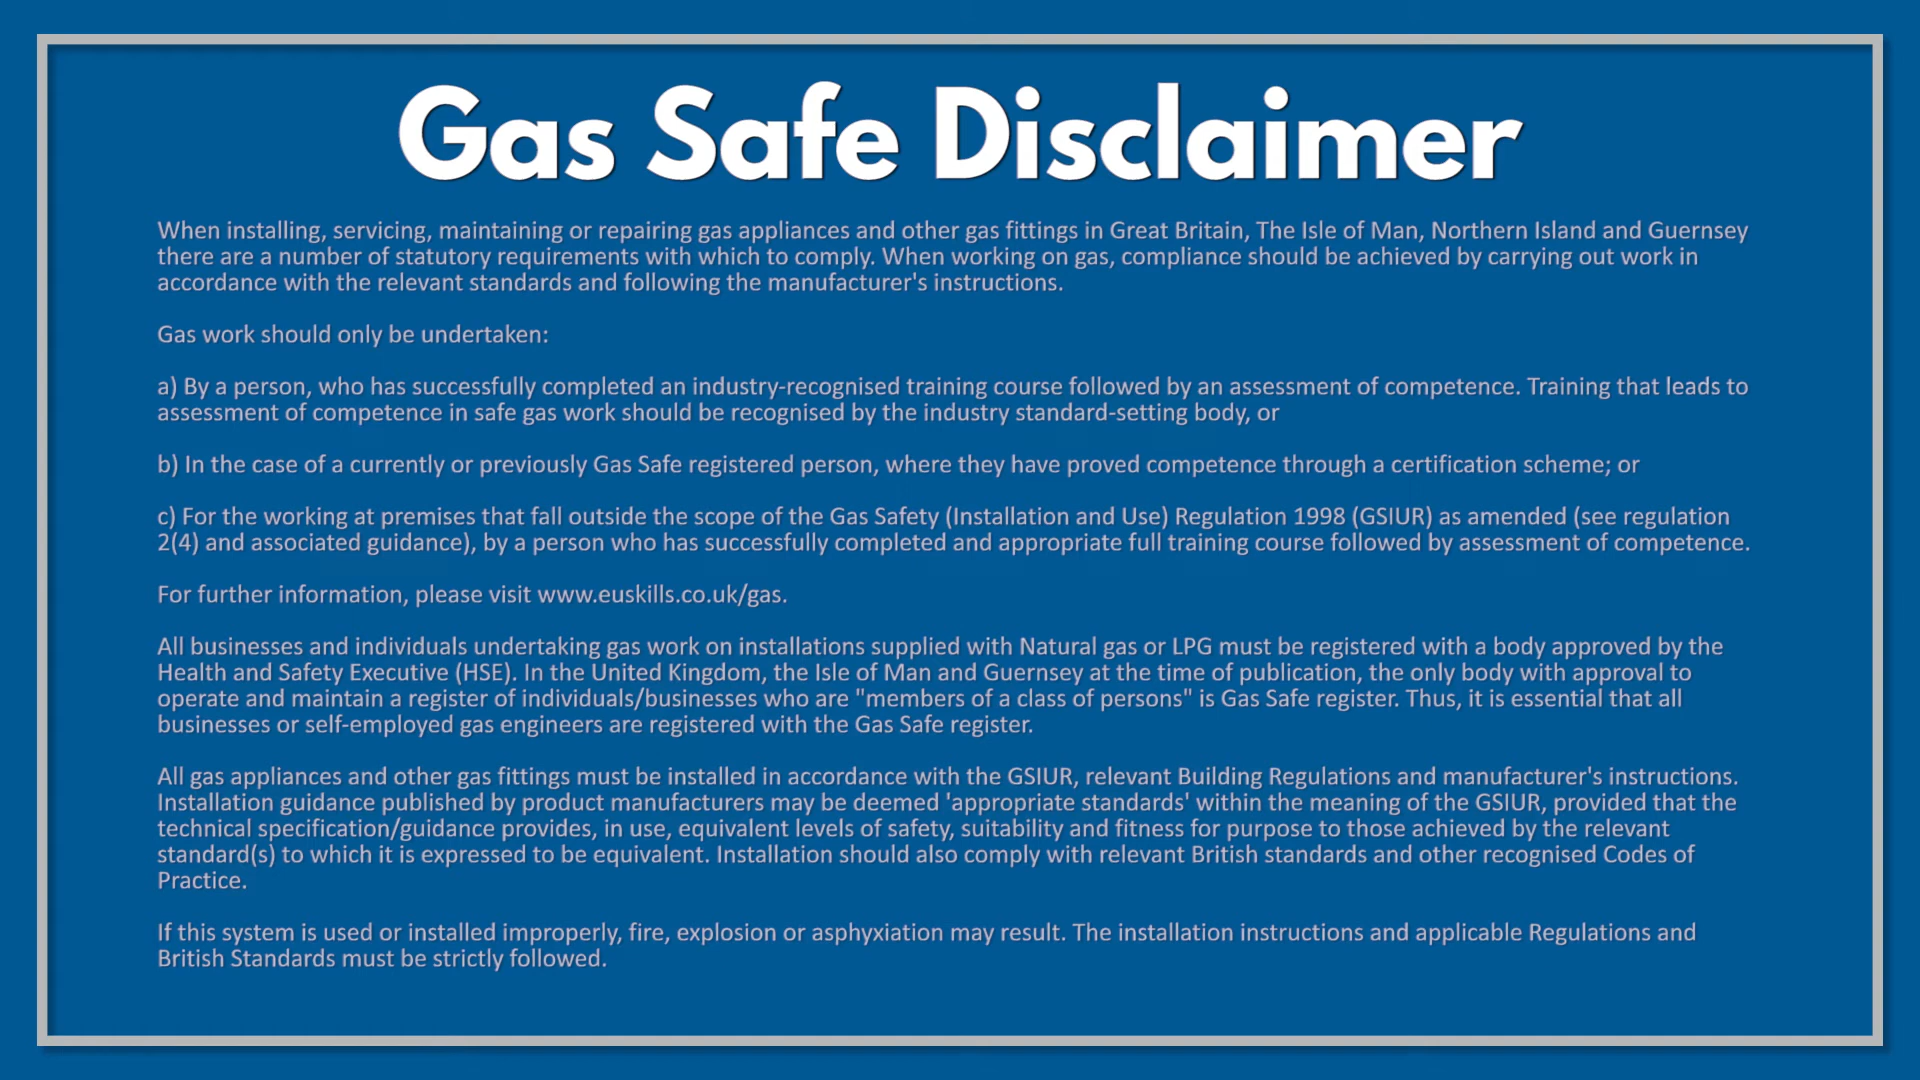 Gas Safe Disclaimer
When installing, servicing, maintaining or repairing gas appliances and other gas fittings in Great Britain, The Isle of Man, Northern Island and Guernsey
there are a number of statutory requirements with which to comply. When working on gas, compliance should be achieved by carrying out work in
accordance with the relevant standards and following the manufacturer's instructions.
Gas work should only be undertaken:
a) By a person, who has successfully completed an industry-recognised training course followed by an assessment of competence. Training that leads to
assessment of competence in safe gas work should be recognised by the industry standard-setting body, or
b) In the case of a currently or previously Gas Safe registered person, where they have proved competence through a certification scheme; or
c) For the working at premises that fall outside the scope of the Gas Safety (Installation and Use) Regulation 1998 (GSIUR) as amended (see regulation
2(4) and associated guidance), by a person who has successfully completed and appropriate full training course followed by assessment of competence.
For further information, please visit www.euskills.co.uk/gas.
All businesses and individuals undertaking gas work on installations supplied with Natural gas or LPG must be registered with a body approved by the
Health and Safety Executive (HSE). In the United Kingdom, the Isle of Man and Guernsey at the time of publication, the only body with approval to
operate and maintain a register of individuals/businesses who are "members of a class of persons" is Gas Safe register. Thus, it is essential that all
businesses or self-employed gas engineers are registered with the Gas Safe register.
All gas appliances and other gas fittings must be installed in accordance with the GSIUR, relevant Building Regulations and manufacturer's instructions.
Installation guidance published by product manufacturers may be deemed 'appropriate standards' within the meaning of the GSIUR, provided that the
technical specification/guidance provides, in use, equivalent levels of safety, suitability and fitness for purpose to those achieved by the relevant
standard(s) to which it is expressed to be equivalent. Installation should also comply with relevant British standards and other recognised Codes of
Practice.
If this system is used or installed improperly, fire, explosion or asphyxiation may result. The installation instructions and applicable Regulations and
British Standards must be strictly followed.